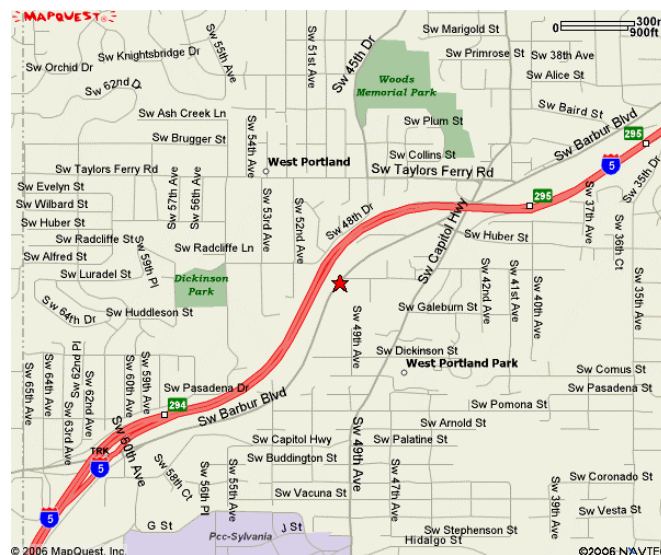 MAPQUEST
300m
0
900ft
Sw Marigold St
Sw Primrose St
Sw 38th Ave
Sw Alice St
Sw 55th Ave
Sw Knightsbridge Dr
Sw Orchid Dr
Sw 62nd D
Sw 51st Ave
Sw 45th Dr
Woods
Memorial Park
Sw Baird St
Sw Barbur Blvd
295
5
Sw 35th Dr
Sw Ash Creek Ln
Sw Brugger St
Sw 54th Ave
Sw Plum St
Sw Collins St
West Portland
Sw Taylors Ferry Rd
Sw Taylors Ferry Rd
Sw Evelyn St
Sw Wilbard St
Sw Huber St
Sw Radcliffe St
Sw Alfred St
Sw Luradel St
Sw 57th Ave
Sw 56th Ave
Sw 53rd Ave
Sw 52nd Ave
Sw 48th Dr
Sw Capitol Hwy
295
Sw 37th Ave
Sw 36th Ct
Sw Huber St
Sw Radcliffe Ln
Sw 59th Pl
Dickinson
Park
Sw 64th Dr
Sw Huddleson St
Sw 42nd Ave
Sw 41st Ave
Sw 40th Ave
Sw 35th Ave
Sw Galeburn St
Sw 49th Ave
Sw Dickinson St
West Portland Park
Sw Comus St
Sw Pasadena St
Sw Pomona St
Sw Arnold St
Sw Palatine St
Sw Pasadena Dr
294
Sw Barbur Blvd
Sw 65th Ave
Sw 64th Ave
Sw 63rd Ave
Sw 62nd Pl
Sw 62nd Ave
Sw 60th Ave
Sw 59th Ave
Sw 60th Ave
TRK
5
5
Sw Capitol Hwy
Sw Buddington St
Sw 58th Ct
Sw 56th Pl
Sw 55th Ave
Sw Vacuna St
Sw 49th Ave
Sw 47th Ave
Sw 39th Ave
Sw Coronado St
Sw Vesta St
Sw Stephenson St
Hidalgo St
G St
J St
Pcc-Sylvania
© 2006 MapQuest, Inc.
©2006 NAVTE